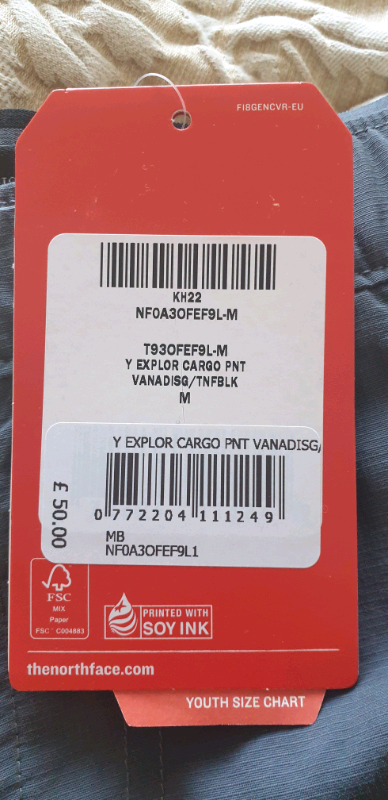 F18GENCVR-EU
KH22
NF0A3OFEF9L-M
T93OFEF9L-M
Y EXPLOR CARGO PNT
VANADISG/TNFBLK
M
Y EXPLOR CARGO PNT VANADISG/
0 772204 111249
£ 50.00
MB
NF0A3OFEF9L1
FSC
MIX
Paper
FSC® C004883
PRINTED WITH
SOY INK
thenorthface.com
YOUTH SIZE CHART